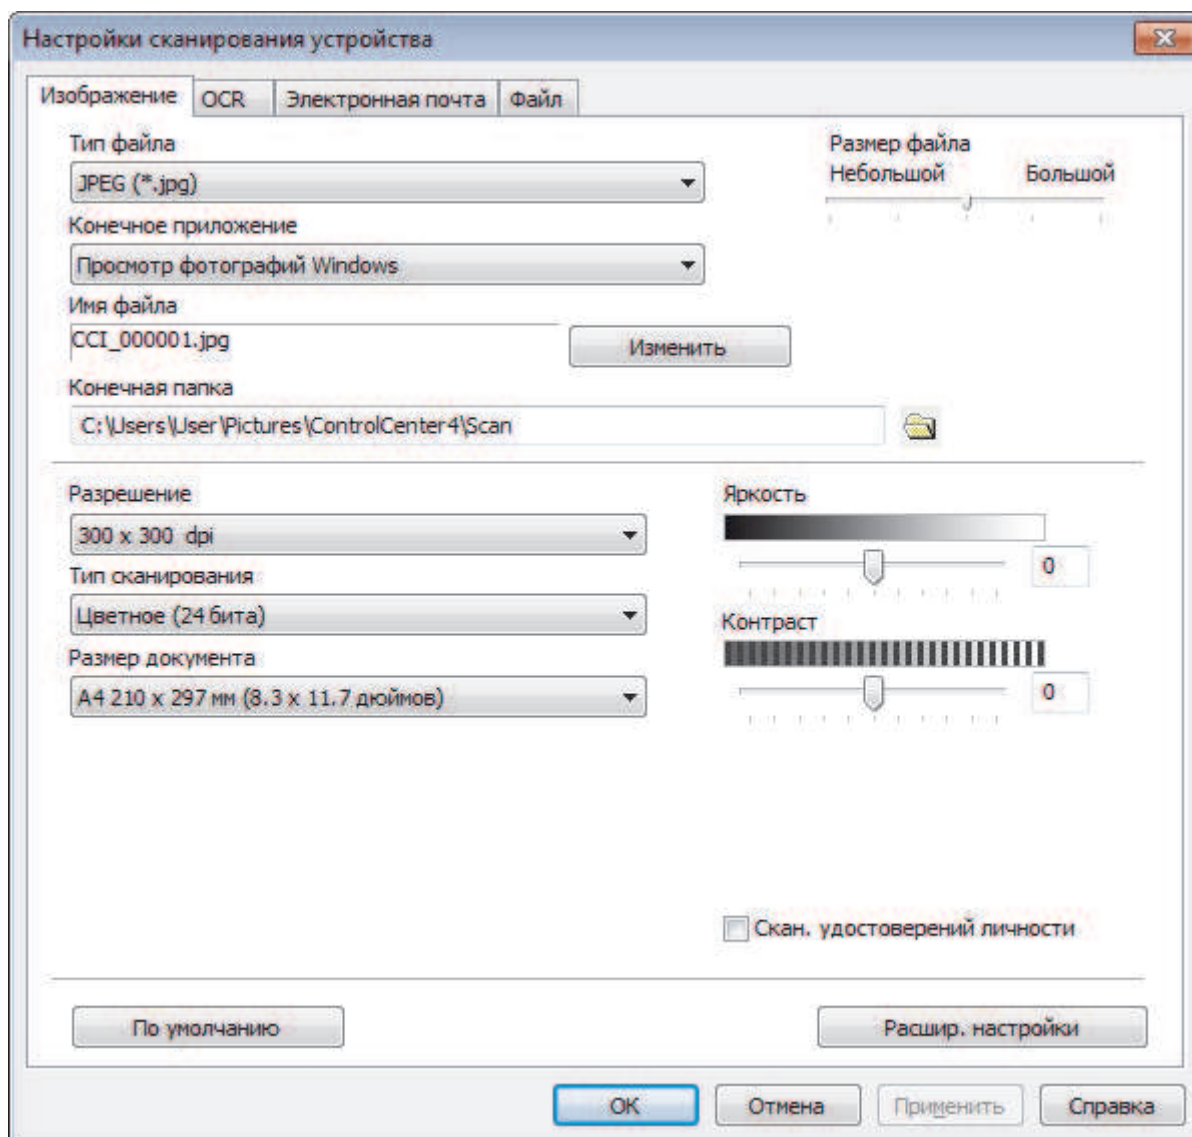 Настройки сканирования устройства
Изображение OCR Электронная почта Файл
Тип файла
JPEG (*.jpg)
Размер файла
Небольшой Большой
Конечное приложение
Просмотр фотографий Windows
Имя файла
CCI_000001.jpg
Изменить
Конечная папка
C:\Users\User\Pictures\ControlCenter4\Scan
Разрешение
300 x 300 dpi
Тип сканирования
Цветное (24 бита)
Размер документа
A4 210 x 297 мм (8.3 x 11.7 дюймов)
Яркость
0
Контраст
0
Скан. удостоверений личности
По умолчанию
Расшир. настройки
OK Отмена Применить Справка